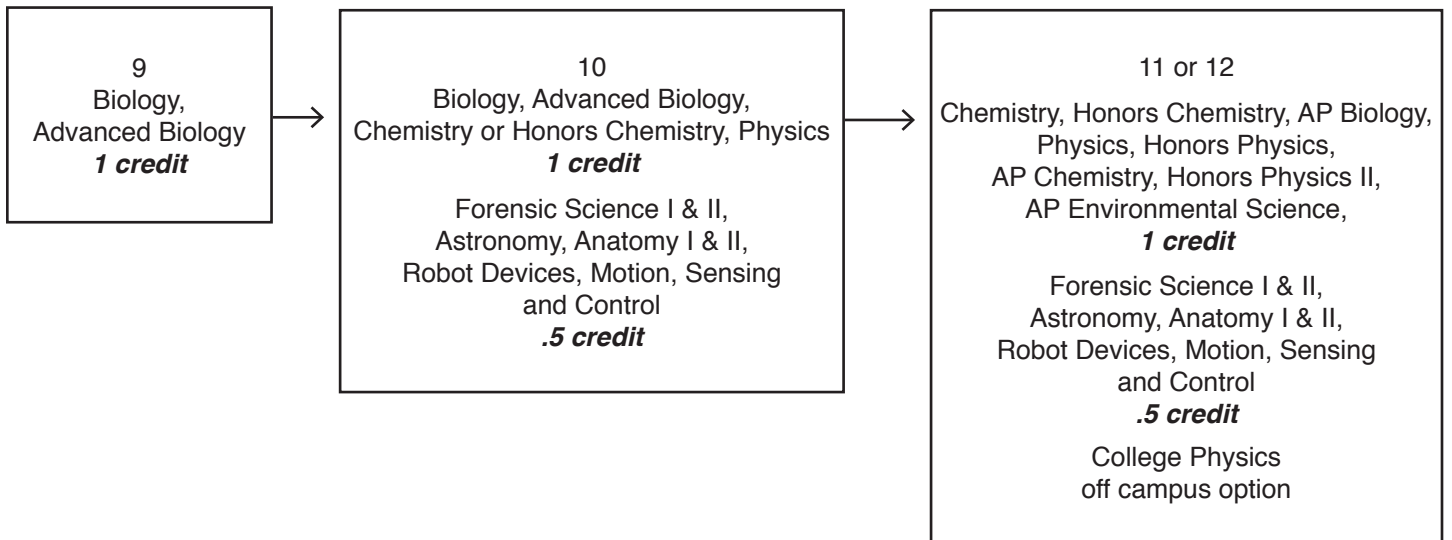 9
Biology,
Advanced Biology
1 credit
10
Biology, Advanced Biology,
Chemistry or Honors Chemistry, Physics
1 credit
Forensic Science I & II,
Astronomy, Anatomy I & II,
Robot Devices, Motion, Sensing
and Control
.5 credit
11 or 12
Chemistry, Honors Chemistry, AP Biology,
Physics, Honors Physics,
AP Chemistry, Honors Physics II,
AP Environmental Science,
1 credit
Forensic Science I & II,
Astronomy, Anatomy I & II,
Robot Devices, Motion, Sensing
and Control
.5 credit
College Physics
off campus option